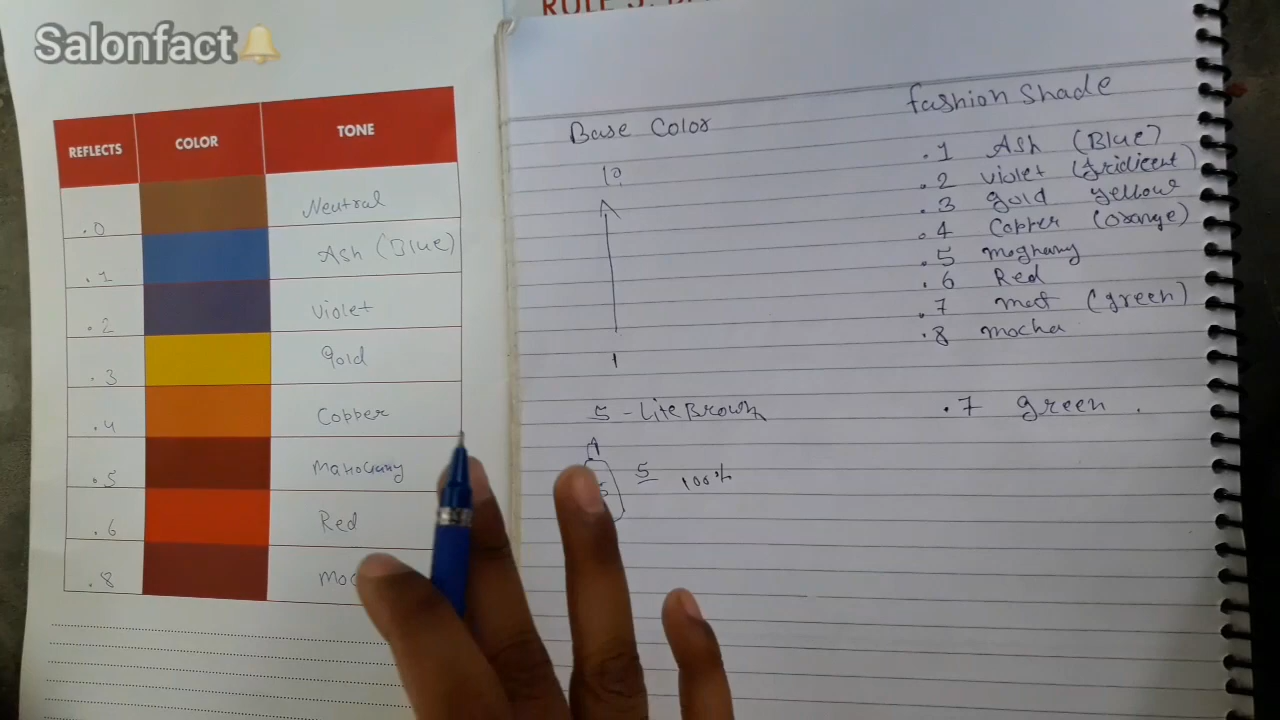 Salonfact
REFLECTS COLOR TONE
.0 Neutral
.1 Ash (Blue)
.2 Violet
.3 gold
.4 Copper
.5 Mahogany
.6 Red
.8
Base Color
10
1
5 - Lite Brown
5 100%
fashion Shade
.1 Ash (Blue)
.2 violet
.3 gold yellow
.4 Copper (orange)
.5 moghany
.6 Red
.7 (green)
.8 mocha
.7 green.